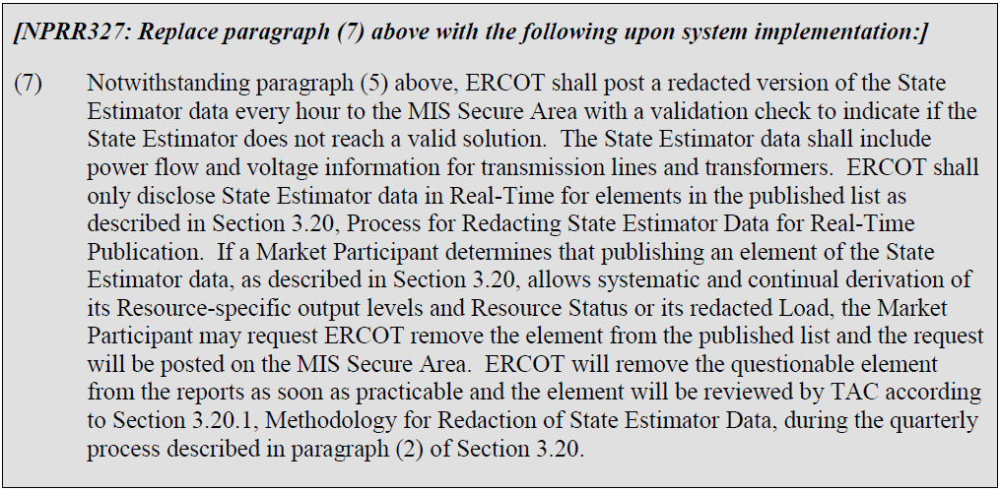 [NPRR327: Replace paragraph (7) above with the following upon system implementation:]
(7) Notwithstanding paragraph (5) above, ERCOT shall post a redacted version of the State
Estimator data every hour to the MIS Secure Area with a validation check to indicate if the
State Estimator does not reach a valid solution. The State Estimator data shall include
power flow and voltage information for transmission lines and transformers. ERCOT shall
only disclose State Estimator data in Real-Time for elements in the published list as
described in Section 3.20, Process for Redacting State Estimator Data for Real-Time
Publication. If a Market Participant determines that publishing an element of the State
Estimator data, as described in Section 3.20, allows systematic and continual derivation of
its Resource-specific output levels and Resource Status or its redacted Load, the Market
Participant may request ERCOT remove the element from the published list and the request
will be posted on the MIS Secure Area. ERCOT will remove the questionable element
from the reports as soon as practicable and the element will be reviewed by TAC according
to Section 3.20.1, Methodology for Redaction of State Estimator Data, during the quarterly
process described in paragraph (2) of Section 3.20.